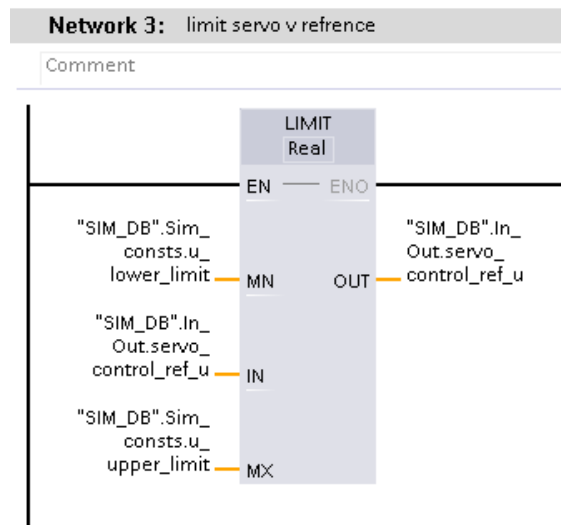 Network 3: limit servo v refrence
Comment
LIMIT
Real
EN ENO
"SIM_DB".Sim_
consts.u_
lower_limit
MN
"SIM_DB".In_
Out.servo_
control_ref_u
OUT
"SIM_DB".In_
Out.servo_
control_ref_u
IN
"SIM_DB".Sim_
consts.u_
upper_limit
MX